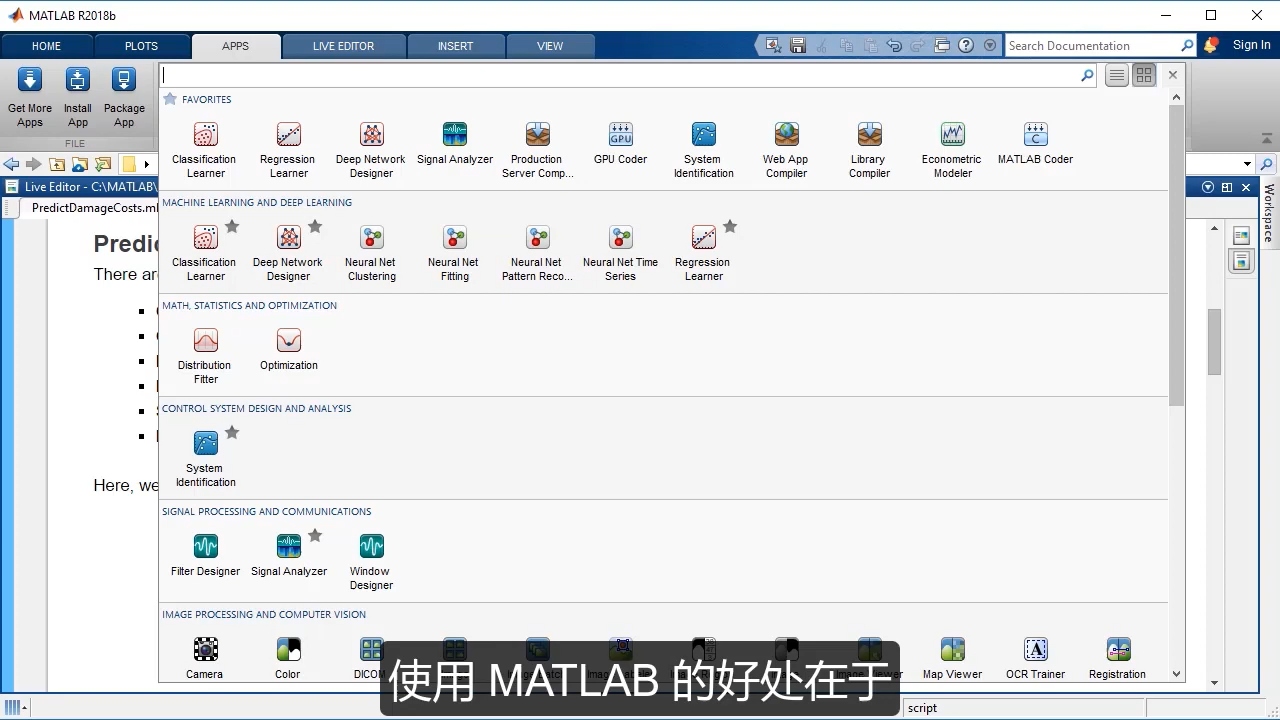 MATLAB R2018b
HOME
PLOTS
APPS
LIVE EDITOR
INSERT
VIEW
Search Documentation
Sign In
Get More
Apps
Install
App
Package
App
FILE
FAVORITES
Classification
Learner
Regression
Learner
Deep Network
Designer
Signal Analyzer
Production
Server Comp...
GPU Coder
System
Identification
Web App
Compiler
Library
Compiler
Econometric
Modeler
MATLAB Coder
Live Editor - C:\MATLAB\
PredictDamageCosts.ml
Workspace
MACHINE LEARNING AND DEEP LEARNING
Classification
Learner
Deep Network
Designer
Neural Net
Clustering
Neural Net
Fitting
Neural Net
Pattern Reco...
Neural Net Time
Series
Regression
Learner
Predic
There are
MATH, STATISTICS AND OPTIMIZATION
Distribution
Fitter
Optimization
CONTROL SYSTEM DESIGN AND ANALYSIS
System
Identification
Here, we
SIGNAL PROCESSING AND COMMUNICATIONS
Filter Designer
Signal Analyzer
Window
Designer
IMAGE PROCESSING AND COMPUTER VISION
Camera
Color
DICOM
Map Viewer
OCR Trainer
Registration
使用 MATLAB 的好处在于
script